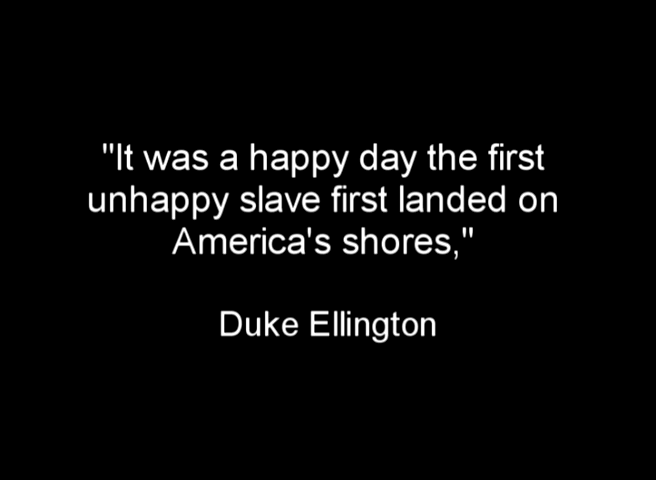 "It was a happy day the first
unhappy slave first landed on
America's shores,"
Duke Ellington